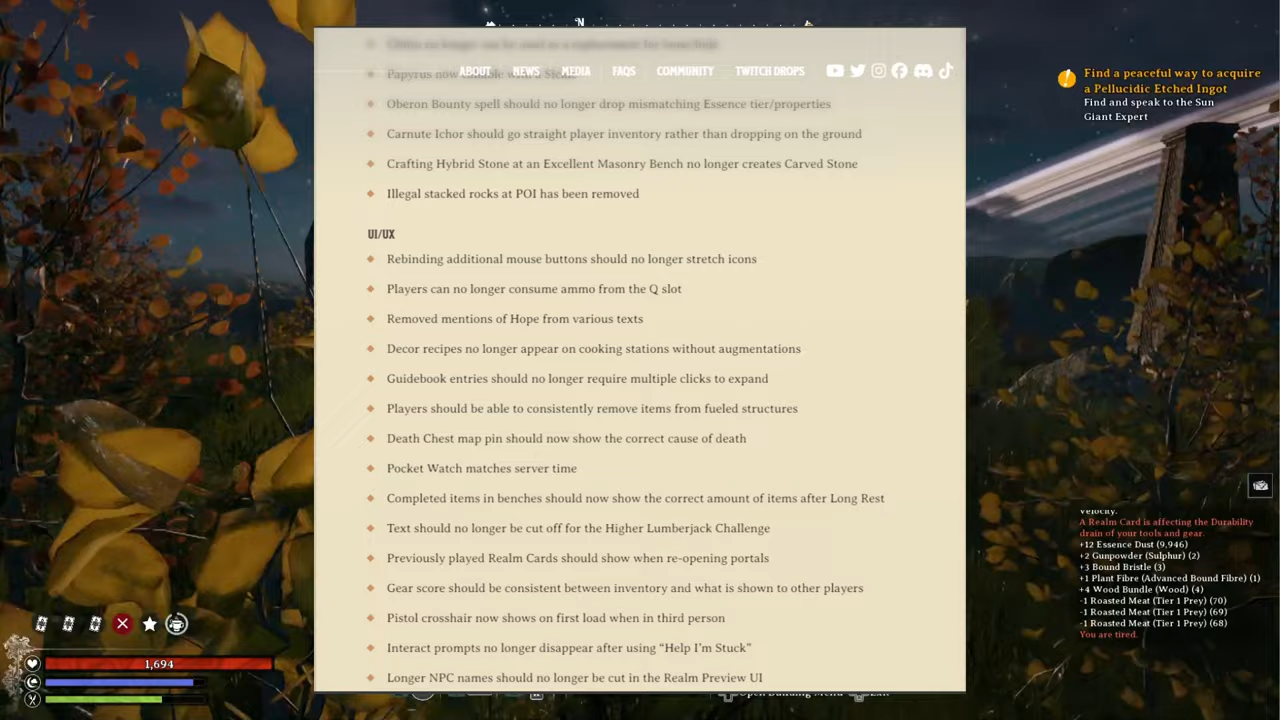 N
Papyrus now
ABOUT NEWS MEDIA FAQS COMMUNITY TWITCH DROPS
Oberon Bounty spell should no longer drop mismatching Essence tier/properties
Carnute Ichor should go straight player inventory rather than dropping on the ground
Crafting Hybrid Stone at an Excellent Masonry Bench no longer creates Carved Stone
Illegal stacked rocks at POI has been removed
UI/UX
Rebinding additional mouse buttons should no longer stretch icons
Players can no longer consume ammo from the Q slot
Removed mentions of Hope from various texts
Decor recipes no longer appear on cooking stations without augmentations
Guidebook entries should no longer require multiple clicks to expand
Players should be able to consistently remove items from fueled structures
Death Chest map pin should now show the correct cause of death
Pocket Watch matches server time
Completed items in benches should now show the correct amount of items after Long Rest
Text should no longer be cut off for the Higher Lumberjack Challenge
Previously played Realm Cards should show when re-opening portals
Gear score should be consistent between inventory and what is shown to other players
Pistol crosshair now shows on first load when in third person
Interact prompts no longer disappear after using “Help I’m Stuck”
Longer NPC names should no longer be cut in the Realm Preview UI
Find a peaceful way to acquire
a Pellucidic Etched Ingot
Find and speak to the Sun
Giant Expert
velocity.
A Realm Card is affecting the Durability
drain of your tools and gear.
+12 Essence Dust (9,946)
+2 Gunpowder (Sulphur) (2)
+3 Bound Bristle (3)
+1 Plant Fibre (Advanced Bound Fibre) (1)
+4 Wood Bundle (Wood) (4)
-1 Roasted Meat (Tier 1 Prey) (70)
-1 Roasted Meat (Tier 1 Prey) (69)
-1 Roasted Meat (Tier 1 Prey) (68)
You are tired.
1,694
Open Building Menu